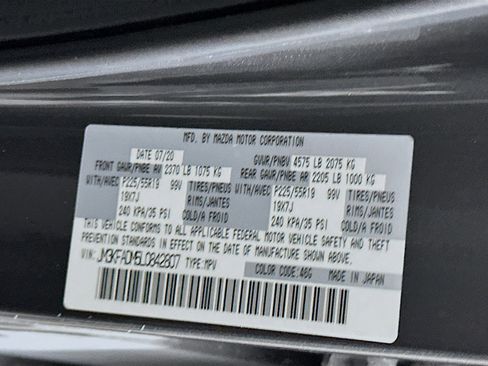 MFD. BY MAZDA MOTOR CORPORATION
DATE 07/20 GVWR/PNBV 4575 LB 2075 KG
FRONT GAWR/PNBE AV 2370 LB 1075 KG REAR GAWR/PNBE AR 2205 LB 1000 KG
WITH/AVEC P225/55R19 99V TIRES/PNEUS WITH/AVEC P225/55R19 99V TIRES/PNEUS
19X7J RIMS/JANTES 19X7J RIMS/JANTES
240 KPA/35 PSI COLD/A FROID 240 KPA/35 PSI COLD/A FROID
THIS VEHICLE CONFORMS TO ALL APPLICABLE FEDERAL MOTOR VEHICLE SAFETY AND THEFT
PREVENTION STANDARDS IN EFFECT ON THE DATE OF MANUFACTURE SHOWN ABOVE.
VIN: JM3KFADM5L0842807 TYPE: MPV COLOR CODE: 46G MADE IN JAPAN